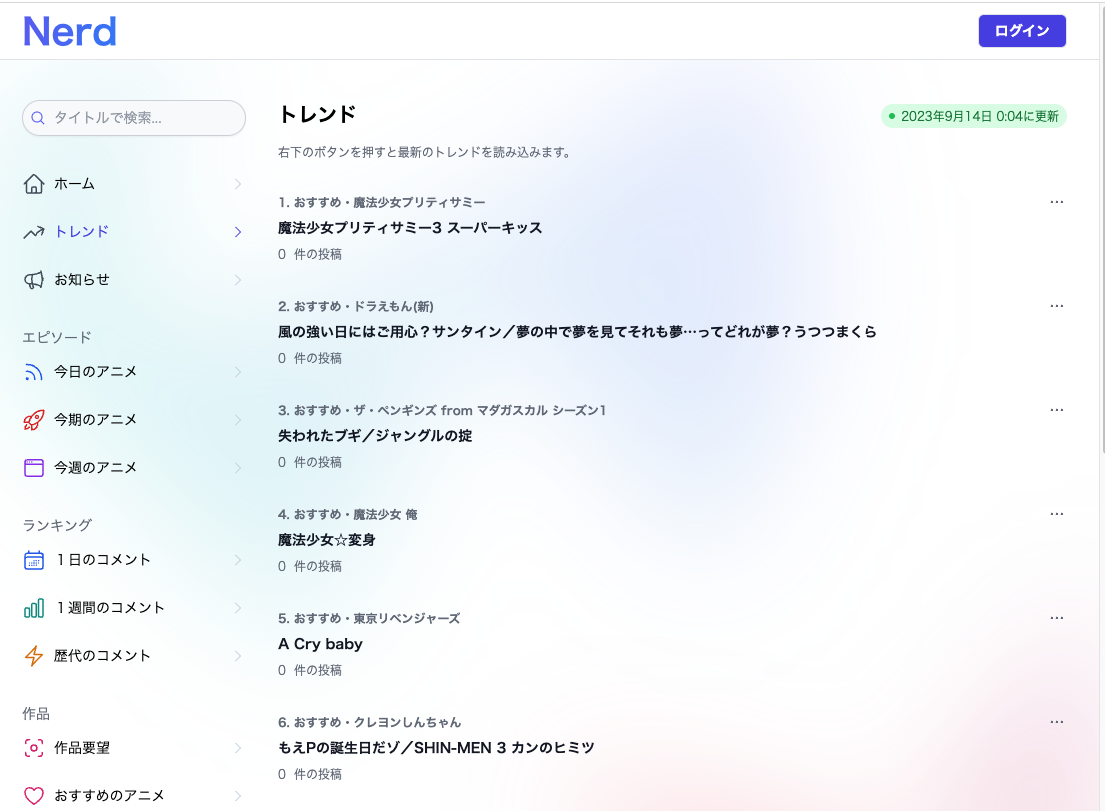 Nerd
ログイン
タイトルで検索...
ホーム
トレンド
お知らせ
エピソード
今日のアニメ
今期のアニメ
今週のアニメ
ランキング
１日のコメント
１週間のコメント
歴代のコメント
作品
作品要望
おすすめのアニメ
トレンド
2023年9月14日 0:04に更新
右下のボタンを押すと最新のトレンドを読み込みます。
1. おすすめ・魔法少女プリティサミー
魔法少女プリティサミー3 スーパーキッス
0 件の投稿
2. おすすめ・ドラえもん(新)
風の強い日にはご用心？サンタイン／夢の中で夢を見てそれも夢…ってどれが夢？うつつまくら
0 件の投稿
3. おすすめ・ザ・ペンギンズ from マダガスカル シーズン1
失われたブギ／ジャングルの掟
0 件の投稿
4. おすすめ・魔法少女 俺
魔法少女☆変身
0 件の投稿
5. おすすめ・東京リベンジャーズ
A Cry baby
0 件の投稿
6. おすすめ・クレヨンしんちゃん
もえPの誕生日だゾ／SHIN-MEN 3 カンのヒミツ
0 件の投稿